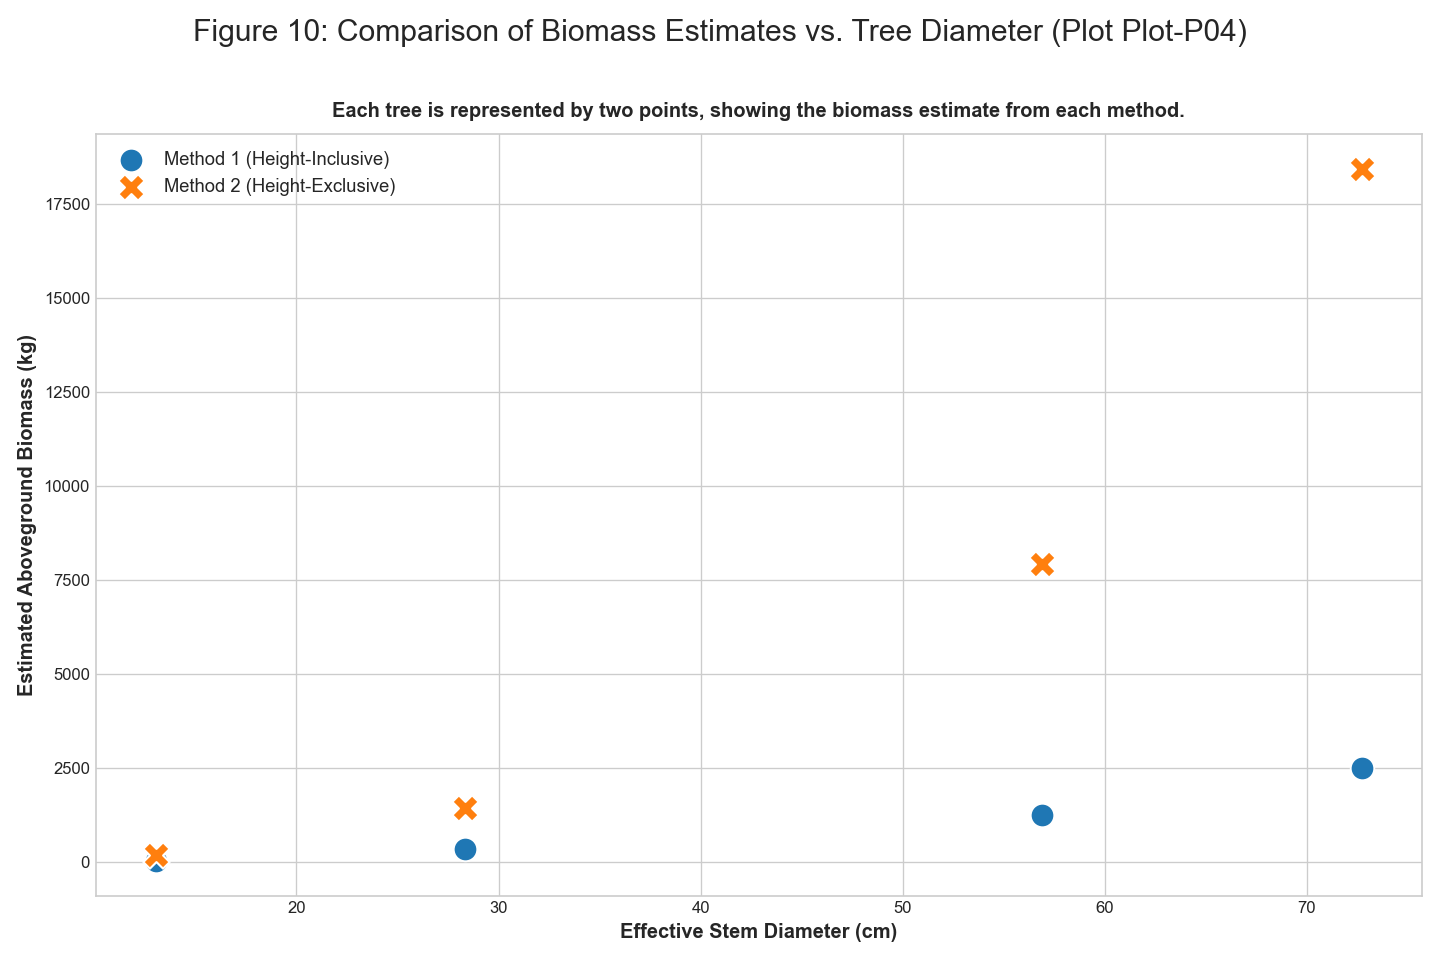 Figure 10: Comparison of Biomass Estimates vs. Tree Diameter (Plot Plot-P04)
Each tree is represented by two points, showing the biomass estimate from each method.
Method 1 (Height-Inclusive)
Method 2 (Height-Exclusive)
Estimated Aboveground Biomass (kg)
17500
15000
12500
10000
7500
5000
2500
0
20
30
40
50
60
70
Effective Stem Diameter (cm)